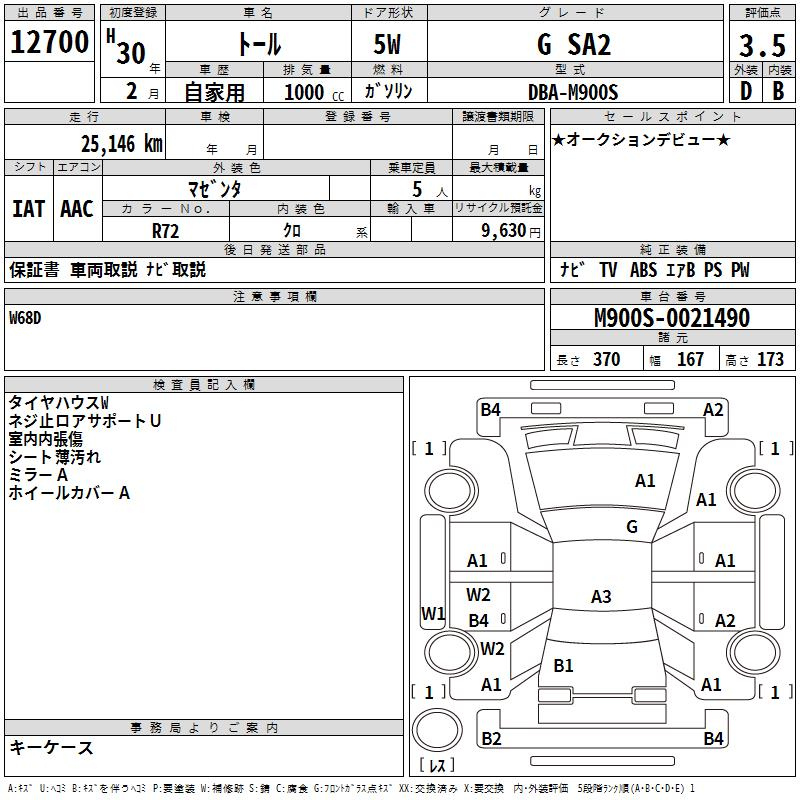 出品番号 初度登録 車名 ドア形状 グレード 評価点
12700 H30年 トール 5W G SA2 3.5
車歴 排気量 燃料 型式 外装 内装
2月 自家用 1000 CC ｶﾞｿﾘﾝ DBA-M900S D B
走行 車検 登録番号 譲渡書類期限 セールスポイント
25,146 km 年 月 月 日 ★オークションデビュー★
シフト エアコン 外装色 乗車定員 最大積載量
IAT AAC マゼﾞﾝﾀ 5 人 kg
カラーNo. 内装色 輸入車 リサイクル預託金
R72 ｸﾛ 系 9,630 円
後日発送部品 純正装備
保証書 車両取説 ﾅﾋﾞ取説 ﾅﾋﾞ TV ABS ｴｱB PS PW
注意事項欄 車台番号
W68D M900S-0021490
諸元
長さ 370 幅 167 高さ 173
検査員記入欄
タイヤハウスW
ネジ止ロアサポートU
室内内張傷
シート薄汚れ
ミラーA
ホイールカバーA
B4 A2
[ 1 ] [ 1 ]
A1
A1
G
A1 A1
W2 A3
W1 B4 A2
W2
B1
A1 A1
[ 1 ] [ 1 ]
B2 B4
[ ﾚｽ ]
事務局よりご案内
キーケース
A:ｷｽﾞ U:ﾍｺﾐ B:ｷｽﾞを伴うﾍｺﾐ P:要塗装 W:補修跡 S:錆 C:腐食 G:ﾌﾛﾝﾄｶﾞﾗｽ点ｷｽﾞ XX:交換済み X:要交換 内･外装評価 5段階ﾗﾝｸ順(A･B･C･D･E) 1